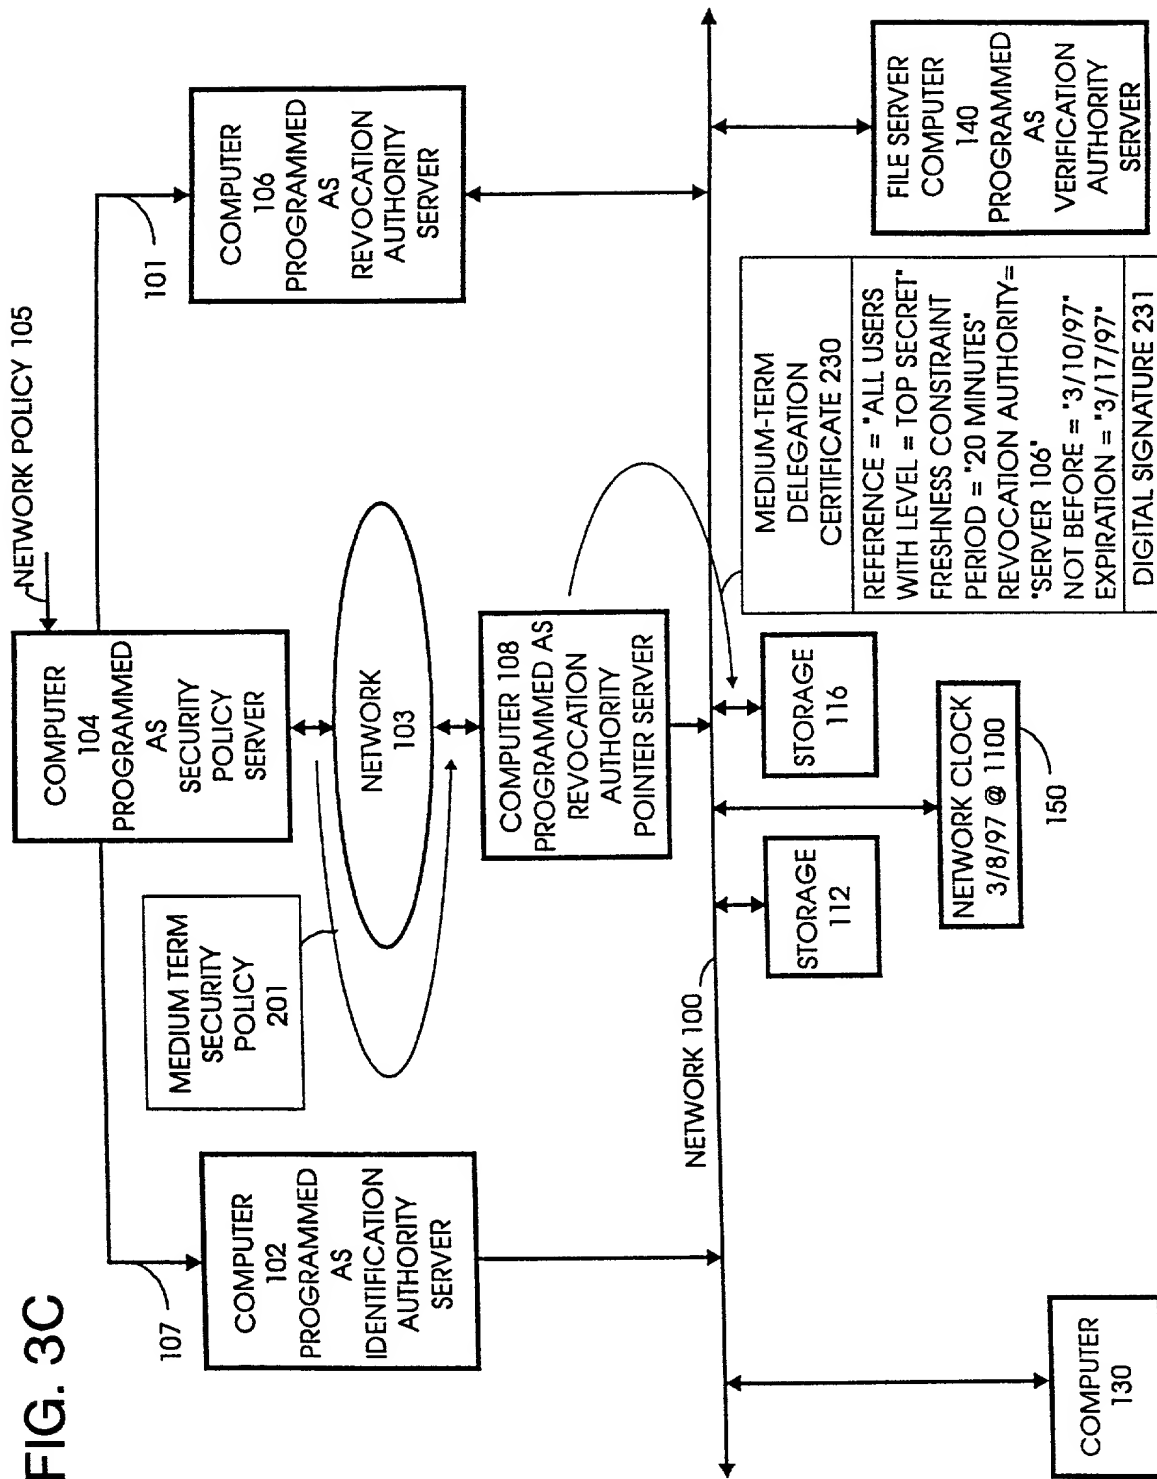 FIG. 3C
NETWORK POLICY 105
COMPUTER
104
PROGRAMMED
AS
SECURITY
POLICY
SERVER
107
101
COMPUTER
102
PROGRAMMED
AS
IDENTIFICATION
AUTHORITY
SERVER
MEDIUM TERM
SECURITY
POLICY
201
NETWORK
103
COMPUTER
106
PROGRAMMED
AS
REVOCATION
AUTHORITY
SERVER
COMPUTER 108
PROGRAMMED AS
REVOCATION
AUTHORITY
POINTER SERVER
NETWORK 100
STORAGE
112
STORAGE
116
MEDIUM-TERM
DELEGATION
CERTIFICATE 230
REFERENCE = "ALL USERS
WITH LEVEL = TOP SECRET"
FRESHNESS CONSTRAINT
PERIOD = "20 MINUTES"
REVOCATION AUTHORITY=
"SERVER 106"
NOT BEFORE = "3/10/97"
EXPIRATION = "3/17/97"
DIGITAL SIGNATURE 231
FILE SERVER
COMPUTER
140
PROGRAMMED
AS
VERIFICATION
AUTHORITY
SERVER
NETWORK CLOCK
3/8/97 @ 1100
150
COMPUTER
130